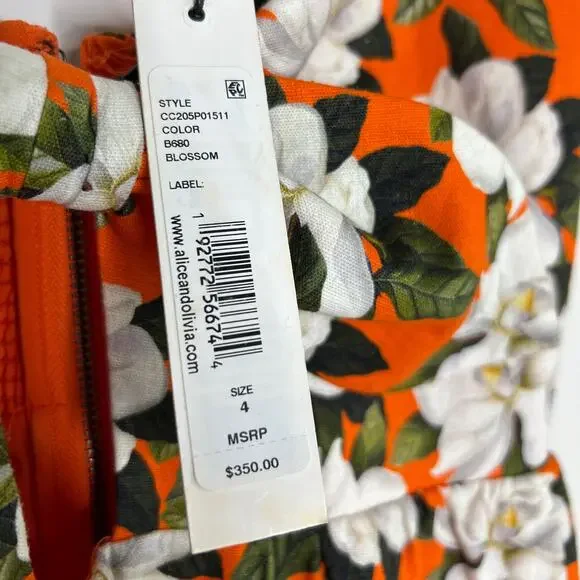 STYLE
CC205P01511
COLOR
B680
BLOSSOM
LABEL:
1 92772 56674 4
www.aliceandolivia.com
SIZE
4
MSRP
$350.00